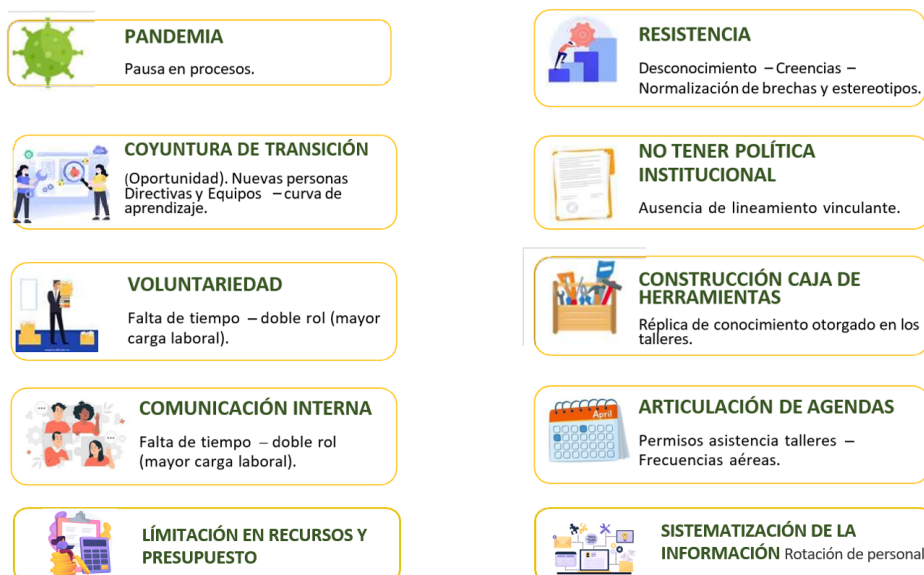 PANDEMIA
Pausa en procesos.
COYUNTURA DE TRANSICIÓN
(Oportunidad). Nuevas personas
Directivas y Equipos – curva de
aprendizaje.
VOLUNTARIEDAD
Falta de tiempo – doble rol (mayor
carga laboral).
COMUNICACIÓN INTERNA
Falta de tiempo – doble rol
(mayor carga laboral).
LÍMITACIÓN EN RECURSOS Y
PRESUPUESTO
RESISTENCIA
Desconocimiento – Creencias –
Normalización de brechas y estereotipos.
NO TENER POLÍTICA
INSTITUCIONAL
Ausencia de lineamiento vinculante.
CONSTRUCCIÓN CAJA DE
HERRAMIENTAS
Réplica de conocimiento otorgado en los
talleres.
April
ARTICULACIÓN DE AGENDAS
Permisos asistencia talleres –
Frecuencias aéreas.
SISTEMATIZACIÓN DE LA
INFORMACIÓN Rotación de personal